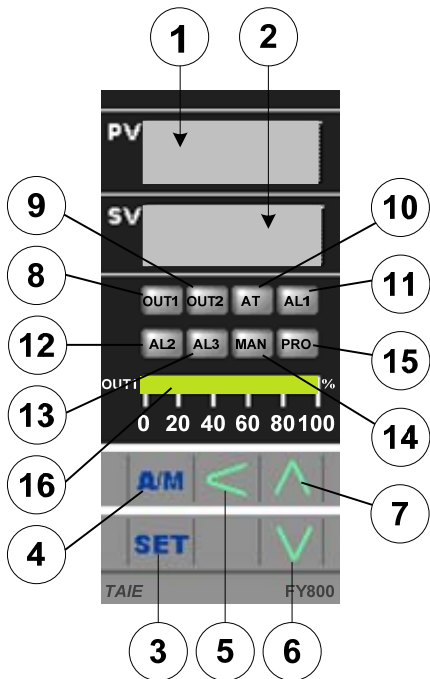 1 2
PV
SV
9 10
8 OUT1 OUT2 AT AL1 11
12 AL2 AL3 MAN PRO 15
OUT1 %
13 0 20 40 60 80 100 14
16
A/M < ∧
4 7
SET ∨
TAIE FY800
3 5 6